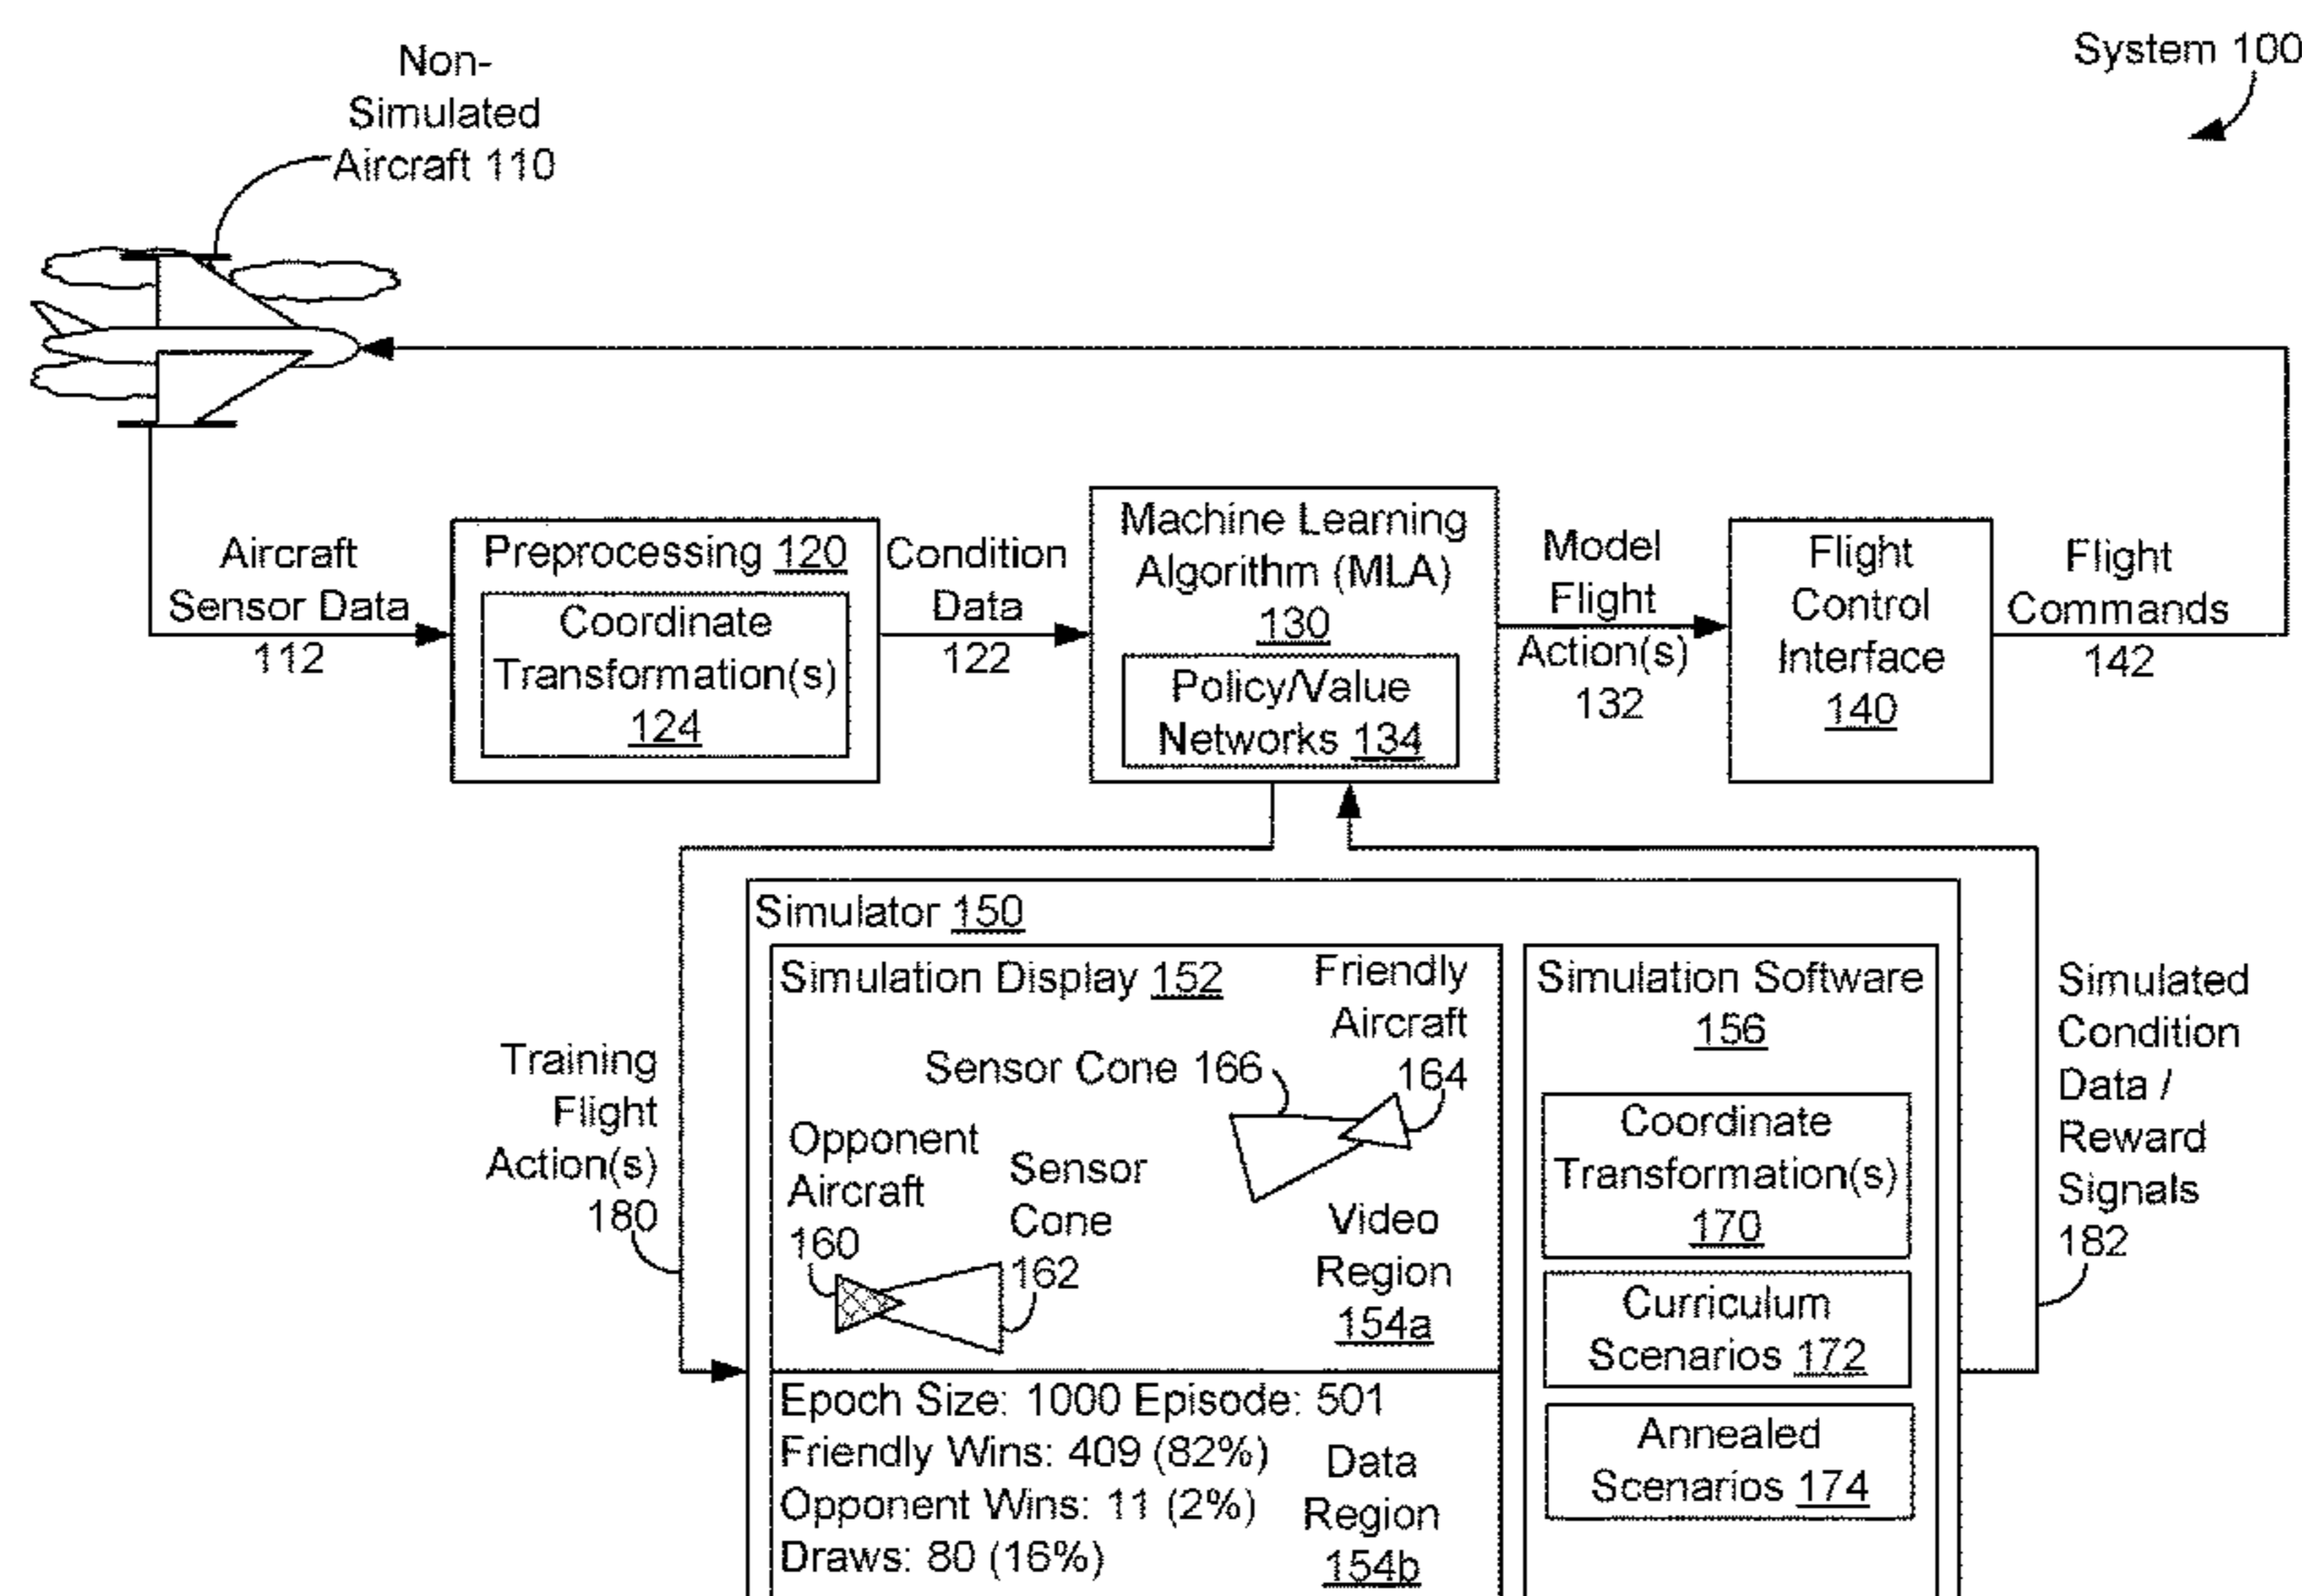 System 100
Non-
Simulated
Aircraft 110
Aircraft
Sensor Data
112
Preprocessing 120
Coordinate
Transformation(s)
124
Condition
Data
122
Machine Learning
Algorithm (MLA)
130
Policy/Value
Networks 134
Model
Flight
Action(s)
132
Flight
Control
Interface
140
Flight
Commands
142
Training
Flight
Action(s)
180
Simulator 150
Simulation Display 152
Friendly
Aircraft
164
Sensor Cone 166
Opponent
Aircraft
160
Sensor
Cone
162
Video
Region
154a
Epoch Size: 1000 Episode: 501
Friendly Wins: 409 (82%)
Opponent Wins: 11 (2%)
Draws: 80 (16%)
Data
Region
154b
Simulation Software
156
Coordinate
Transformation(s)
170
Curriculum
Scenarios 172
Annealed
Scenarios 174
Simulated
Condition
Data /
Reward
Signals
182